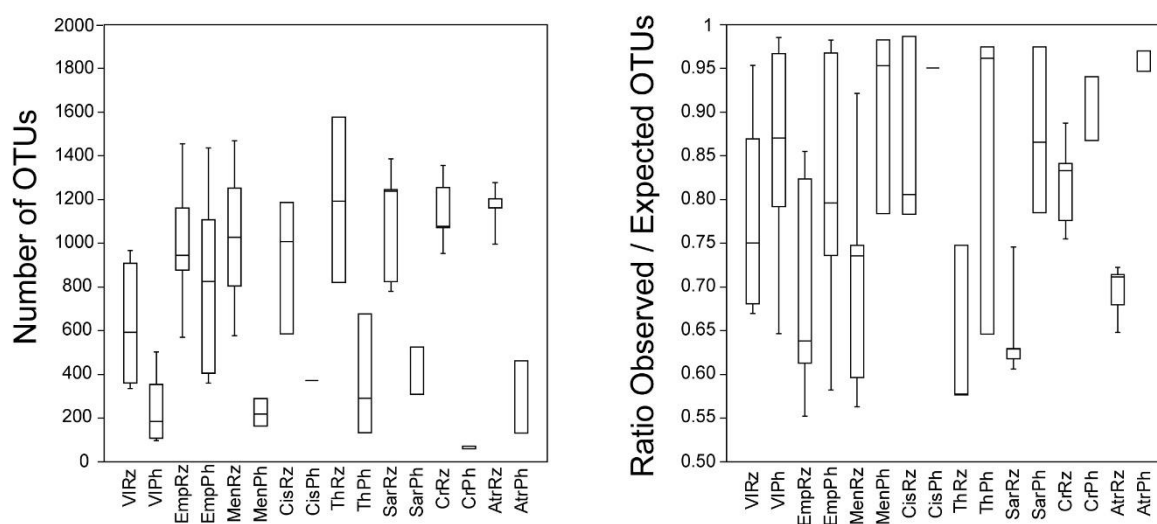 Number of OTUs
2000
1800
1600
1400
1200
1000
800
600
400
200
0
VlRz
VlPh
EmpRz
EmpPh
MenRz
MenPh
CisRz
CisPh
ThRz
ThPh
SarRz
SarPh
CrRz
CrPh
AtrRz
AtrPh
Ratio Observed / Expected OTUs
1
0.95
0.90
0.85
0.80
0.75
0.70
0.65
0.60
0.55
0.50
VlRz
VlPh
EmpRz
EmpPh
MenRz
MenPh
CisRz
CisPh
ThRz
ThPh
SarRz
SarPh
CrRz
CrPh
AtrRz
AtrPh